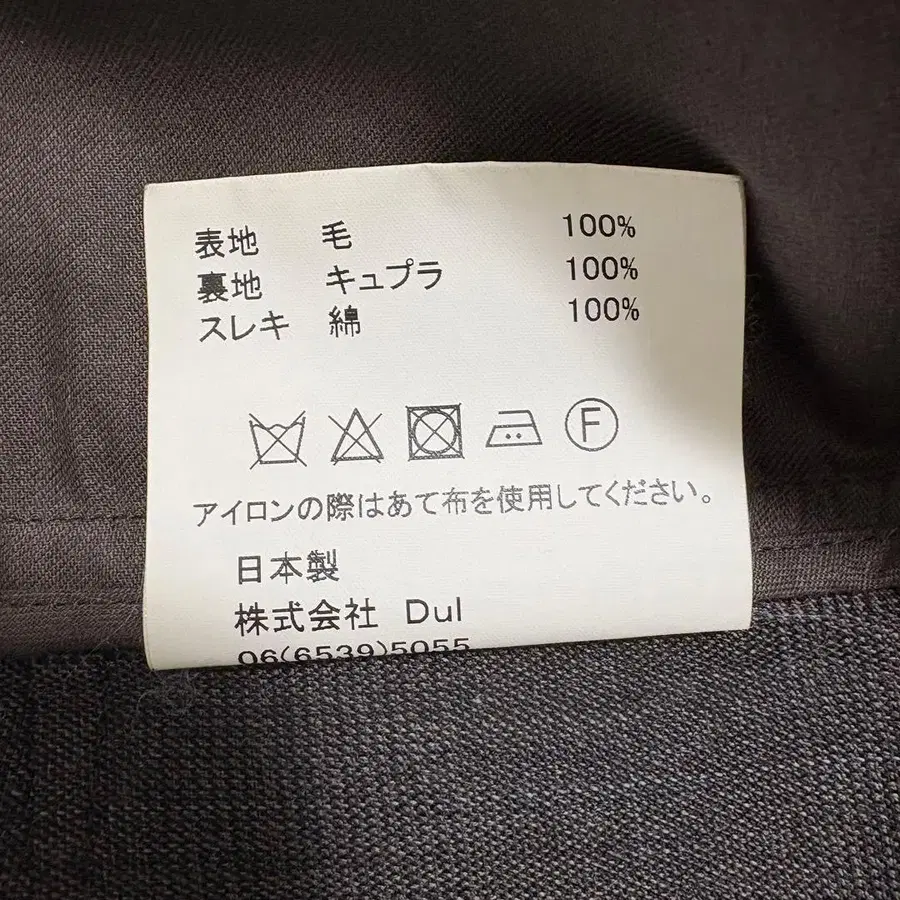 表地 毛 100%
裏地 キュプラ 100%
スレキ 綿 100%
F
アイロンの際はあて布を使用してください。
日本製
株式会社 Dul
06(6539)5055